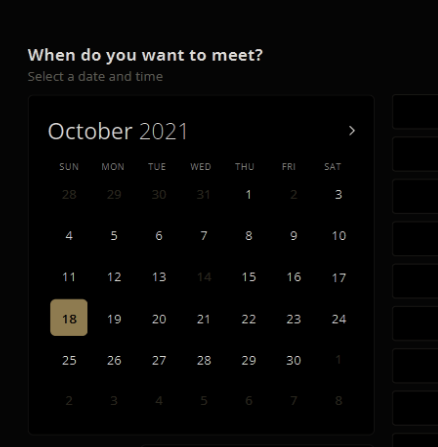 When do you want to meet?
Select a date and time
October 2021 >
SUN MON TUE WED THU FRI SAT
28 29 30 31 1 2 3
4 5 6 7 8 9 10
11 12 13 14 15 16 17
18 19 20 21 22 23 24
25 26 27 28 29 30 1
2 3 4 5 6 7 8